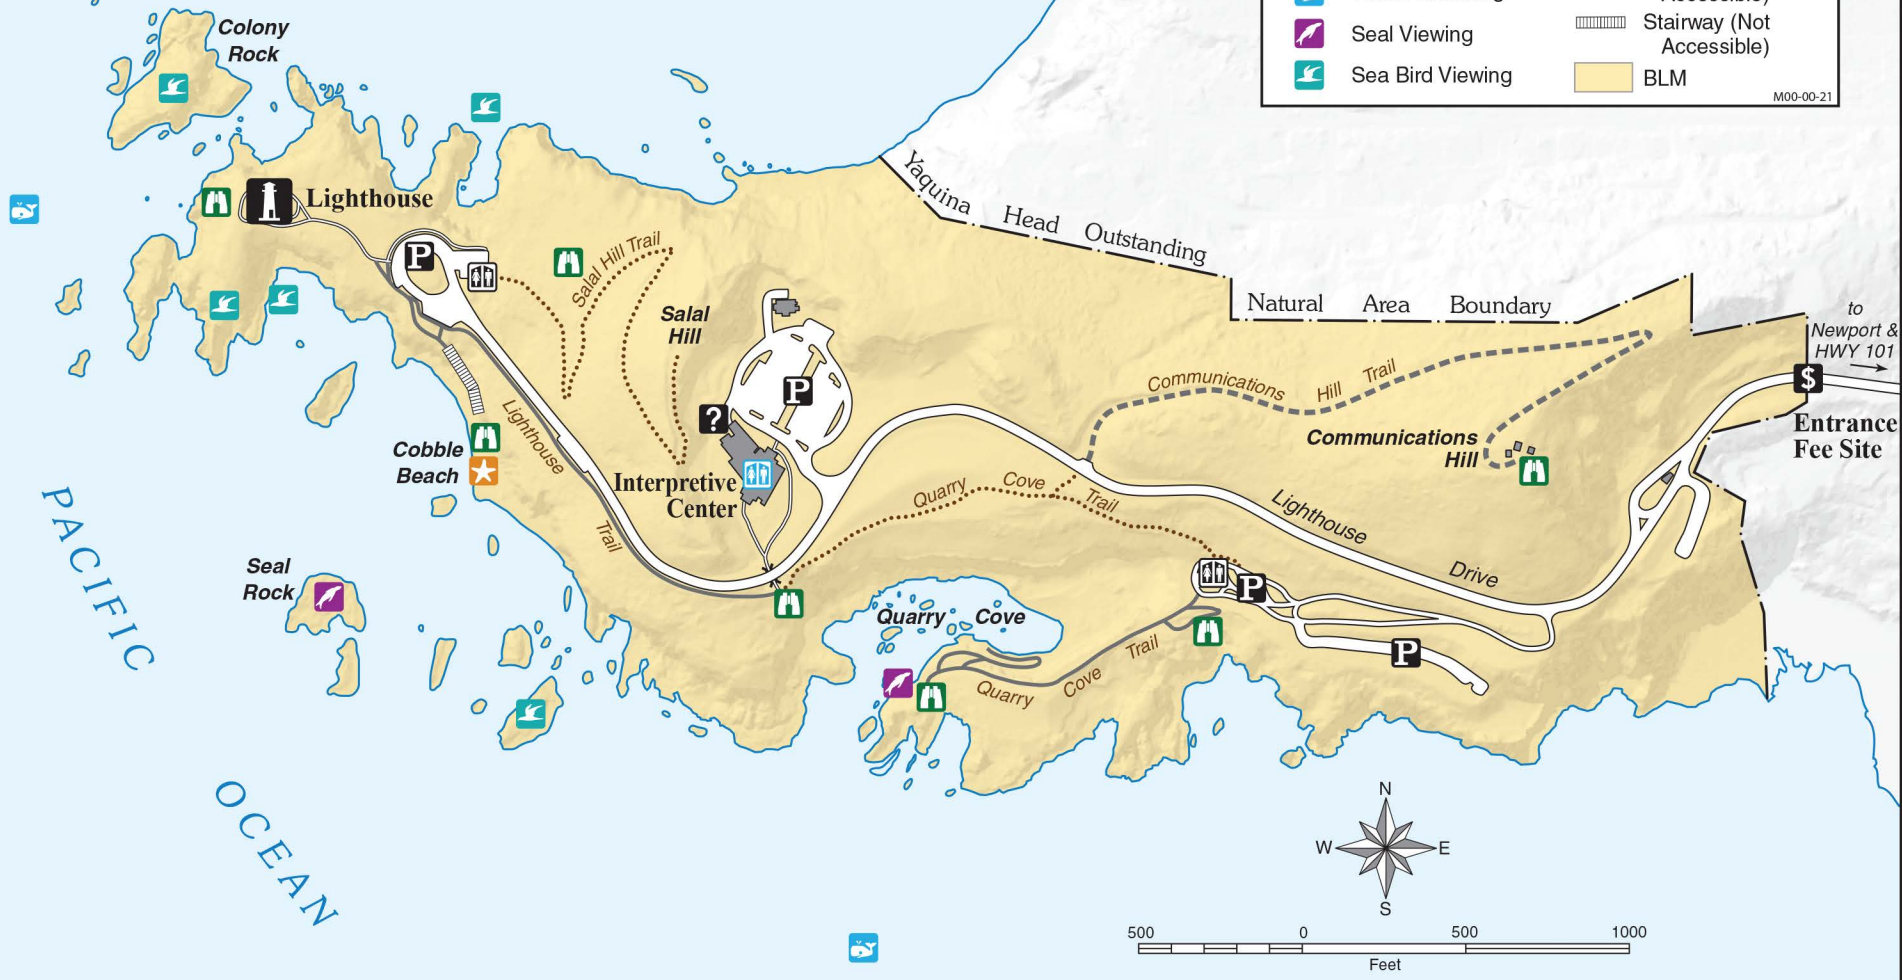 Seal Viewing
Sea Bird Viewing
Stairway (Not
Accessible)
BLM
M00-00-21
Colony
Rock
Lighthouse
P
Salal Hill Trail
Salal
Hill
P
?
Interpretive
Center
Cobble
Beach
Lighthouse
Trail
Seal
Rock
PACIFIC
OCEAN
Yaquina Head Outstanding
Natural Area Boundary
to
Newport &
HWY 101
$
Entrance
Fee Site
Communications Hill Trail
Communications
Hill
Quarry Cove Trail
Lighthouse Drive
P
P
Quarry Cove
Quarry Cove Trail
N
W E
S
500 0 500 1000
Feet